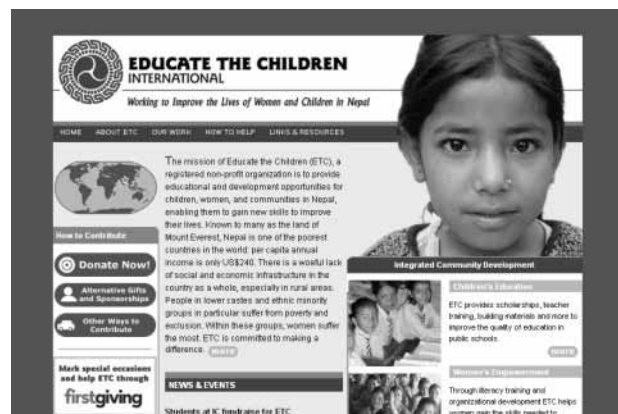 EDUCATE THE CHILDREN
INTERNATIONAL
Working to Improve the Lives of Women and Children in Nepal
HOME ABOUT ETC OUR WORK HOW TO HELP LINKS & RESOURCES
The mission of Educate the Children (ETC), a
registered non-profit organization is to provide
educational and development opportunities for
children, women, and communities in Nepal,
enabling them to gain new skills to improve
their lives. Known to many as the land of
Mount Everest, Nepal is one of the poorest
countries in the world: per capita annual
income is only US$240. There is a woeful lack
of social and economic infrastructure in the
country as a whole, especially in rural areas.
People in lower castes and ethnic minority
groups in particular suffer from poverty and
exclusion. Within these groups, women suffer
the most. ETC is committed to making a
difference. more
How to Contribute
Donate Now!
Alternative Gifts
and Sponsorships
Other Ways to
Contribute
Mark special occasions
and help ETC through
firstgiving
NEWS & EVENTS
Students at IC fundraise for ETC
Integrated Community Development
Children's Education
ETC provides scholarships, teacher
training, building materials and more to
improve the quality of education in
public schools.
more
Women's Empowerment
Through literacy training and
organizational development ETC helps
women gain the skills needed to